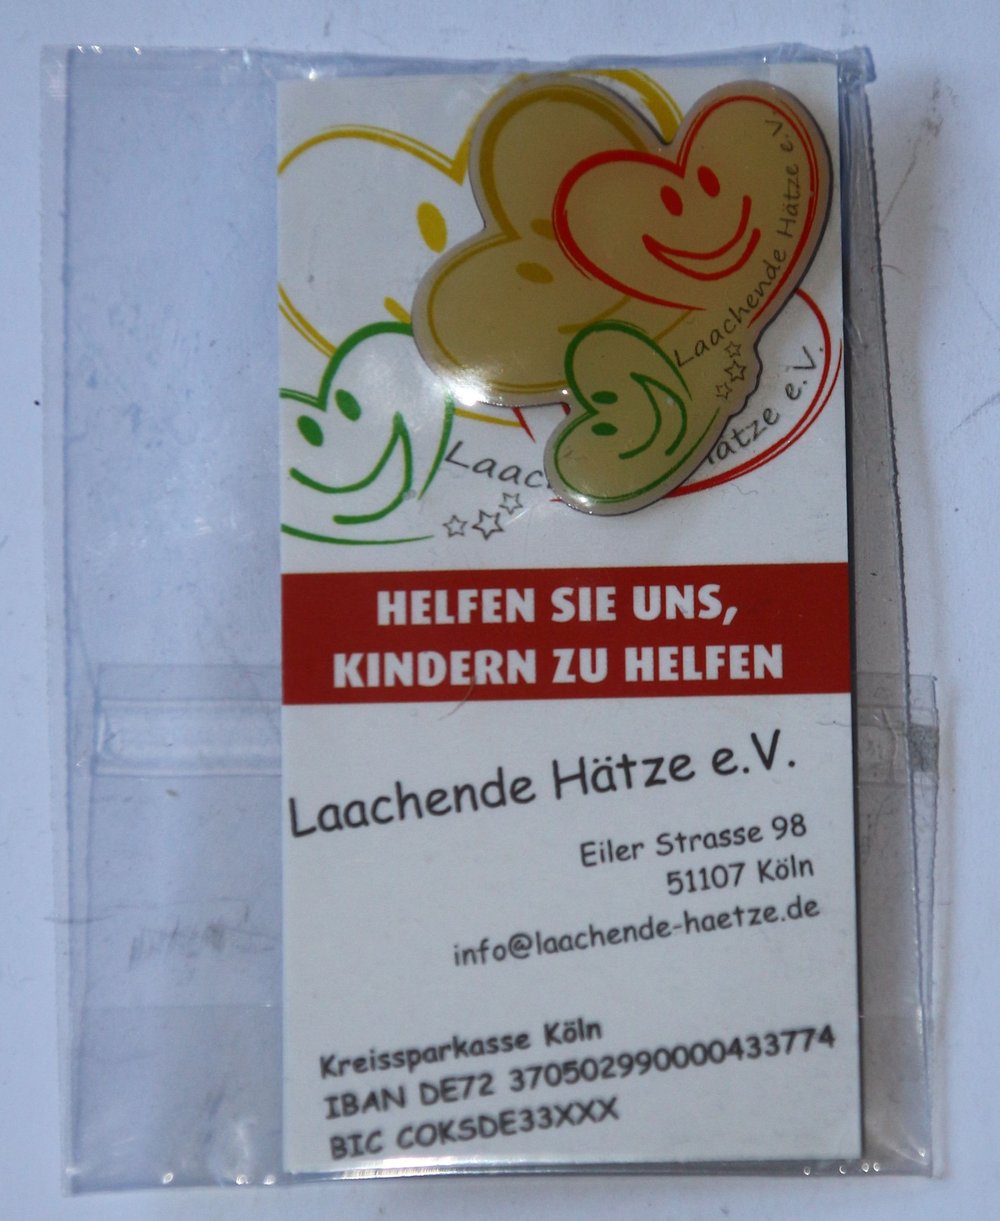 Laachende Hätze e.V.
Laac
ätze e.V.
HELFEN SIE UNS,
KINDERN ZU HELFEN
Laachende Hätze e.V.
Eiler Strasse 98
51107 Köln
info@laachende-haetze.de
Kreissparkasse Köln
IBAN DE72 370502990000433774
BIC COKSDE33XXX